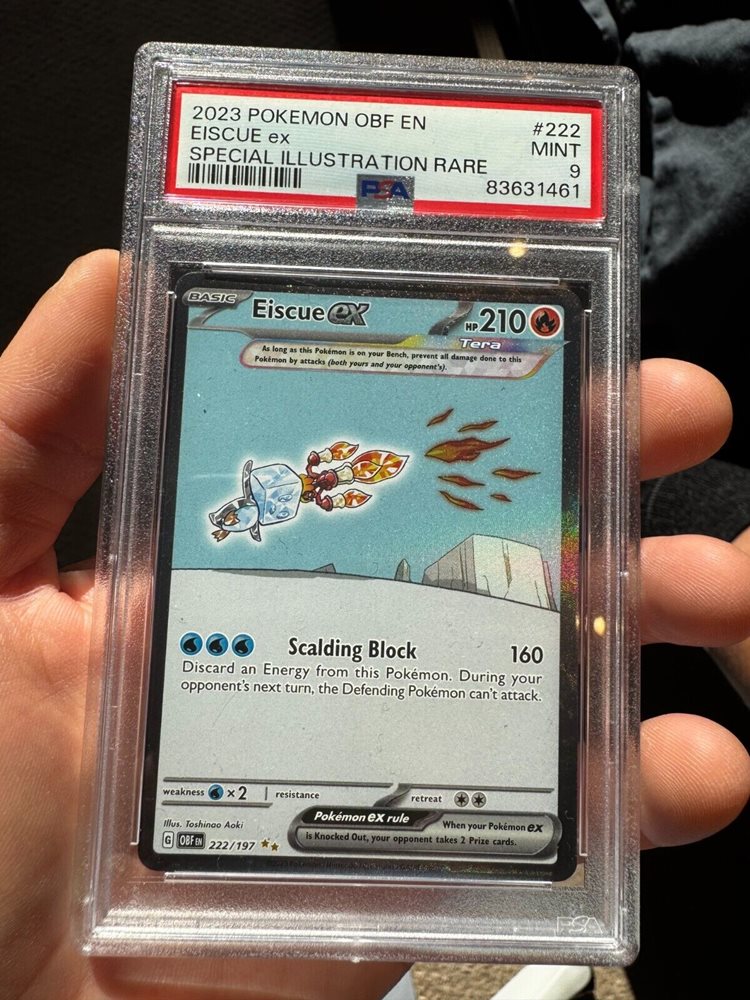 2023 POKEMON OBF EN #222
EISCUE ex MINT
SPECIAL ILLUSTRATION RARE 9
PSA 83631461
BASIC Eiscue ex HP 210
Tera
As long as this Pokémon is on your Bench, prevent all damage done to this
Pokémon by attacks (both yours and your opponent's).
Scalding Block 160
Discard an Energy from this Pokémon. During your
opponent's next turn, the Defending Pokémon can't attack.
weakness ×2 resistance retreat
Illus. Toshinao Aoki Pokémon ex rule When your Pokémon ex
is Knocked Out, your opponent takes 2 Prize cards.
G OBF EN 222/197
PSA